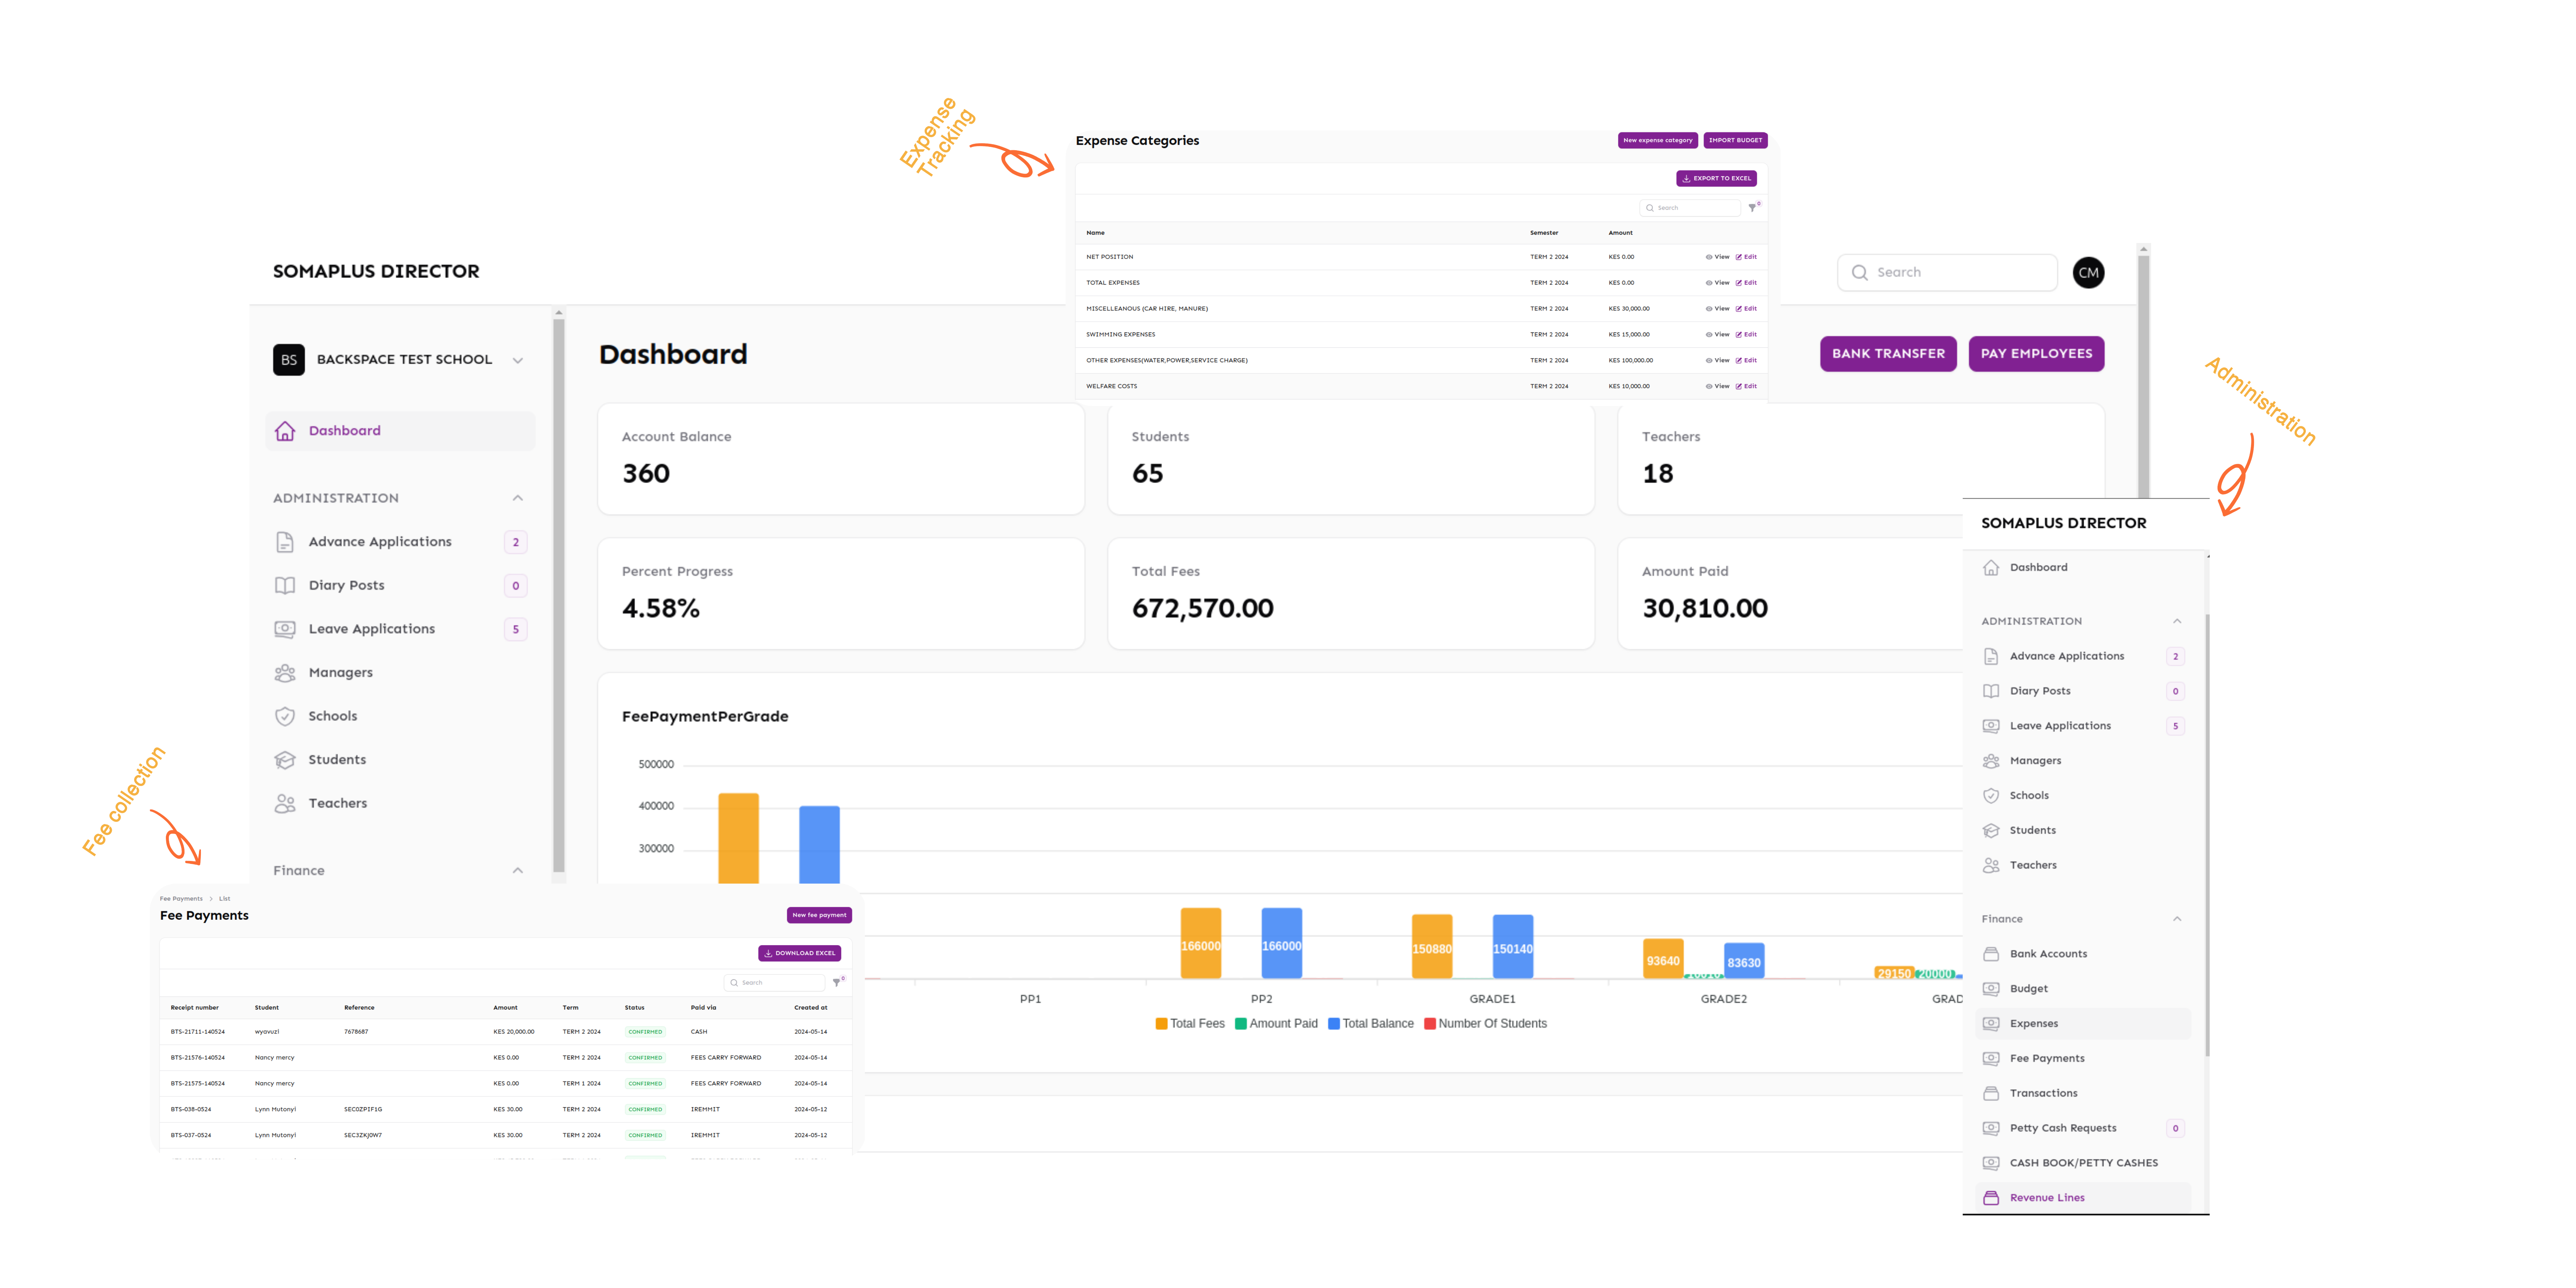 Expense
Tracking
Expense Categories
New expense category
IMPORT BUDGET
EXPORT TO EXCEL
Search
0
Name Semester Amount
NET POSITION TERM 2 2024 KES 0.00 View Edit
TOTAL EXPENSES TERM 2 2024 KES 0.00 View Edit
MISCELLEANOUS (CAR HIRE, MANURE) TERM 2 2024 KES 30,000.00 View Edit
SWIMMING EXPENSES TERM 2 2024 KES 15,000.00 View Edit
OTHER EXPENSES(WATER,POWER,SERVICE CHARGE) TERM 2 2024 KES 100,000.00 View Edit
WELFARE COSTS TERM 2 2024 KES 10,000.00 View Edit
SOMAPLUS DIRECTOR
Search
CM
BS BACKSPACE TEST SCHOOL
Dashboard
ADMINISTRATION
Advance Applications 2
Diary Posts 0
Leave Applications 5
Managers
Schools
Students
Teachers
Finance
Dashboard
BANK TRANSFER
PAY EMPLOYEES
Account Balance
360
Students
65
Teachers
18
Percent Progress
4.58%
Total Fees
672,570.00
Amount Paid
30,810.00
FeePaymentPerGrade
500000
400000
300000
166000 166000
150880 150140
93640 83630
29150 20000
PP1 PP2 GRADE1 GRADE2 GRAD
Total Fees Amount Paid Total Balance Number Of Students
Fee collection
Fee Payments > List
Fee Payments
New fee payment
DOWNLOAD EXCEL
Search
0
Receipt number Student Reference Amount Term Status Paid via Created at
BTS-21711-140524 wyavuzi 7678687 KES 20,000.00 TERM 2 2024 CONFIRMED CASH 2024-05-14
BTS-21576-140524 Nancy mercy KES 0.00 TERM 2 2024 CONFIRMED FEES CARRY FORWARD 2024-05-14
BTS-21575-140524 Nancy mercy KES 0.00 TERM 1 2024 CONFIRMED FEES CARRY FORWARD 2024-05-14
BTS-038-0524 Lynn Mutonyi SEC0ZPIF1G KES 30.00 TERM 2 2024 CONFIRMED IREMMIT 2024-05-12
BTS-037-0524 Lynn Mutonyi SEC3ZKJ0W7 KES 30.00 TERM 2 2024 CONFIRMED IREMMIT 2024-05-12
Administration
SOMAPLUS DIRECTOR
Dashboard
ADMINISTRATION
Advance Applications 2
Diary Posts 0
Leave Applications 5
Managers
Schools
Students
Teachers
Finance
Bank Accounts
Budget
Expenses
Fee Payments
Transactions
Petty Cash Requests 0
CASH BOOK/PETTY CASHES
Revenue Lines